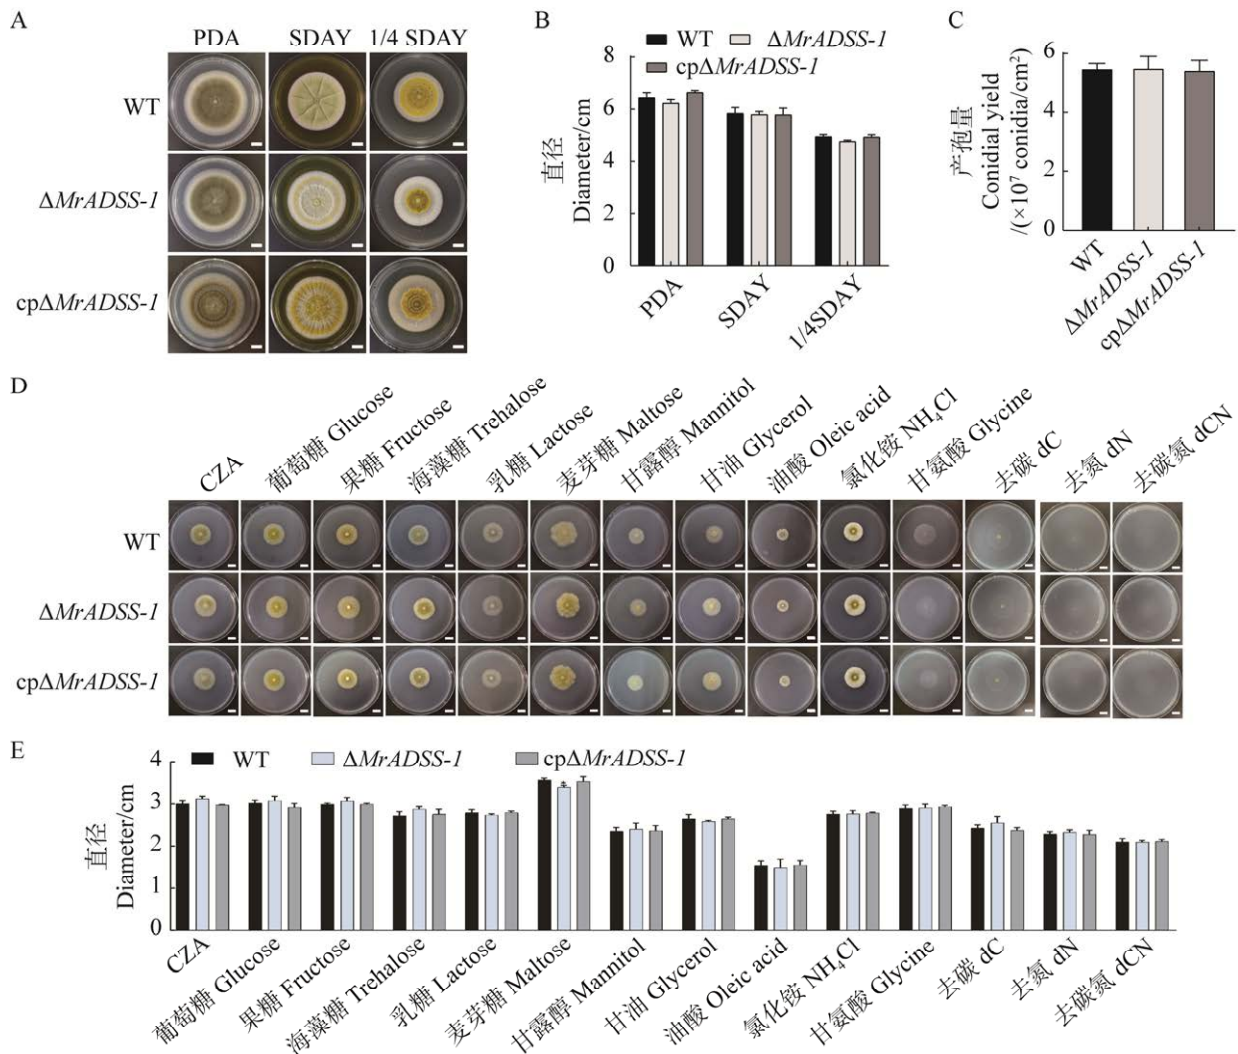 A
PDA SDAY 1/4 SDAY
WT
ΔMrADSS-1
cpΔMrADSS-1
B
WT ΔMrADSS-1
cpΔMrADSS-1
直径
Diameter/cm
8
6
4
2
0
PDA SDAY 1/4SDAY
C
产孢量
Conidial yield
/(×10⁷ conidia/cm²)
6
4
2
0
WT ΔMrADSS-1 cpΔMrADSS-1
D
CZA 葡萄糖 Glucose 果糖 Fructose 海藻糖 Trehalose 乳糖 Lactose 麦芽糖 Maltose 甘露醇 Mannitol 甘油 Glycerol 油酸 Oleic acid 氯化铵 NH₄Cl 甘氨酸 Glycine 去碳 dC 去氮 dN 去碳氮 dCN
WT
ΔMrADSS-1
cpΔMrADSS-1
E
WT ΔMrADSS-1 cpΔMrADSS-1
直径
Diameter/cm
4
3
2
1
0
*
CZA 葡萄糖 Glucose 果糖 Fructose 海藻糖 Trehalose 乳糖 Lactose 麦芽糖 Maltose 甘露醇 Mannitol 甘油 Glycerol 油酸 Oleic acid 氯化铵 NH₄Cl 甘氨酸 Glycine 去碳 dC 去氮 dN 去碳氮 dCN